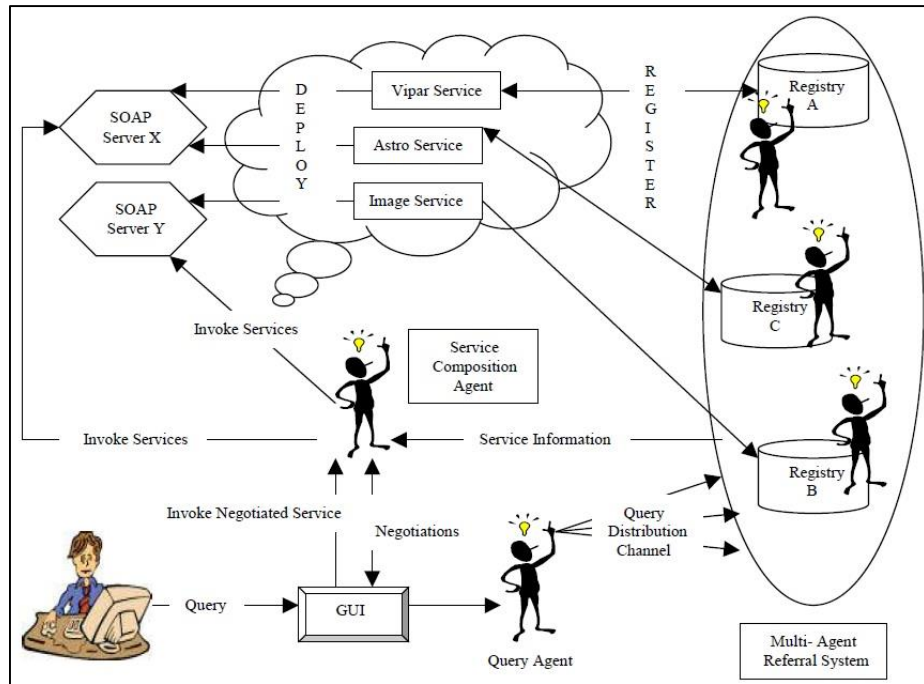 SOAP
Server X
SOAP
Server Y
DEPLOY
Vipar Service
Astro Service
Image Service
REGISTER
Registry
A
Registry
C
Registry
B
Invoke Services
Service
Composition
Agent
Invoke Services
Service Information
Invoke Negotiated Service
Negotiations
Query
Distribution
Channel
Query
GUI
Query Agent
Multi- Agent
Referral System